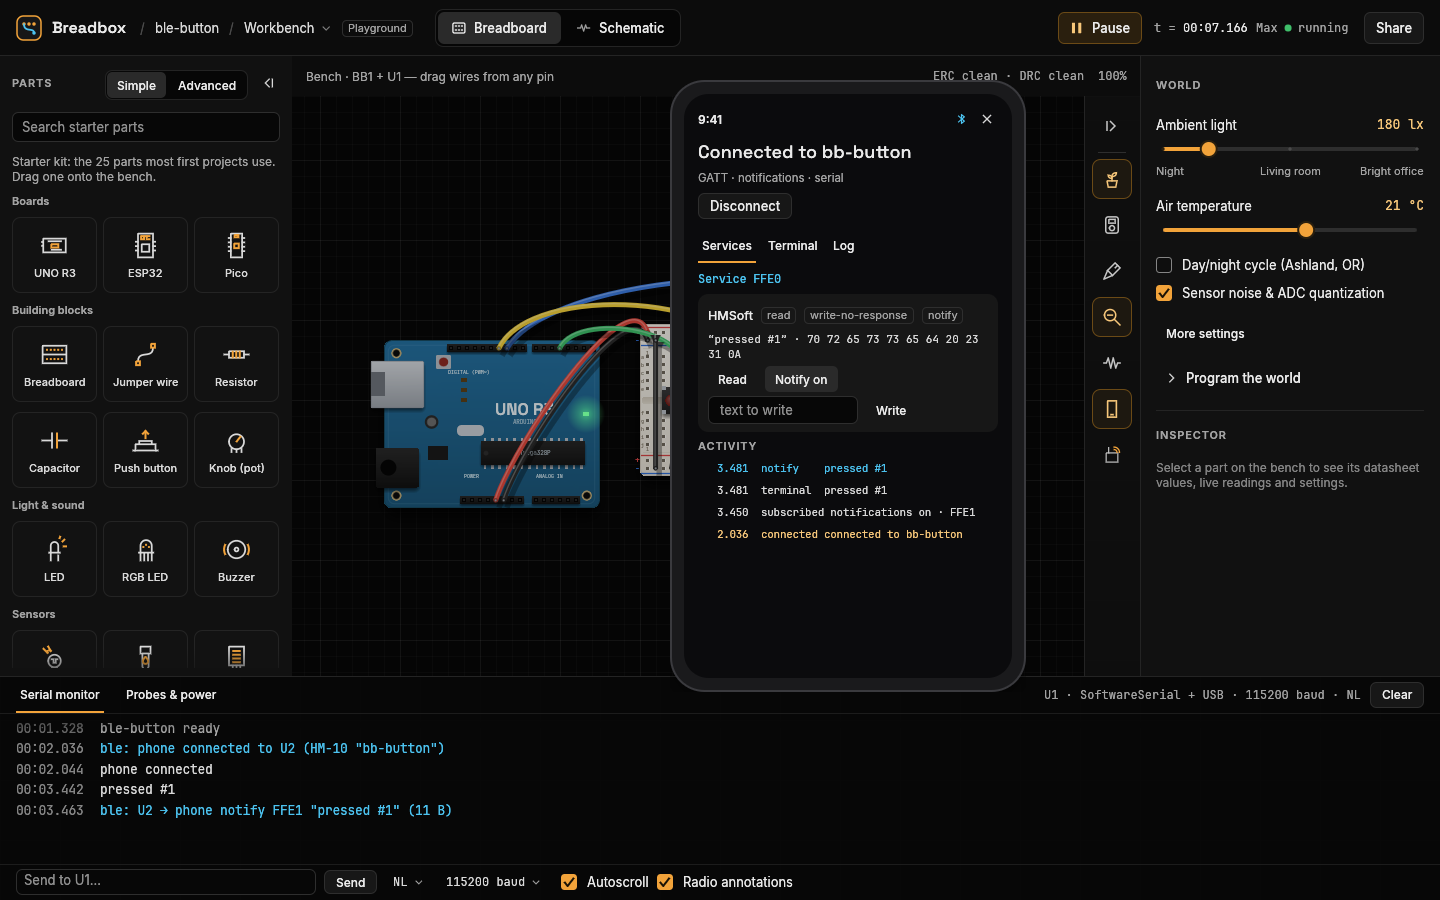 Breadbox / ble-button / Workbench Playground
Breadboard Schematic
Pause t = 00:07.166 Max running Share
PARTS Simple Advanced
Search starter parts
Starter kit: the 25 parts most first projects use.
Drag one onto the bench.
Boards
UNO R3 ESP32 Pico
Building blocks
Breadboard Jumper wire Resistor
Capacitor Push button Knob (pot)
Light & sound
LED RGB LED Buzzer
Sensors
Bench · BB1 + U1 — drag wires from any pin
ERC clean · DRC clean 100%
DIGITAL (PWM~)
UNO
POWER ANALOG IN
9:41
Connected to bb-button
GATT · notifications · serial
Disconnect
Services Terminal Log
Service FFE0
HMSoft read write-no-response notify
"pressed #1" · 70 72 65 73 73 65 64 20 23
31 0A
Read Notify on
text to write Write
ACTIVITY
3.481 notify pressed #1
3.481 terminal pressed #1
3.450 subscribed notifications on · FFE1
2.036 connected connected to bb-button
WORLD
Ambient light 180 lx
Night Living room Bright office
Air temperature 21 °C
Day/night cycle (Ashland, OR)
Sensor noise & ADC quantization
More settings
Program the world
INSPECTOR
Select a part on the bench to see its datasheet
values, live readings and settings.
Serial monitor Probes & power
U1 · SoftwareSerial + USB · 115200 baud · NL Clear
00:01.328 ble-button ready
00:02.036 ble: phone connected to U2 (HM-10 "bb-button")
00:02.044 phone connected
00:03.442 pressed #1
00:03.463 ble: U2 → phone notify FFE1 "pressed #1" (11 B)
Send to U1... Send NL 115200 baud Autoscroll Radio annotations